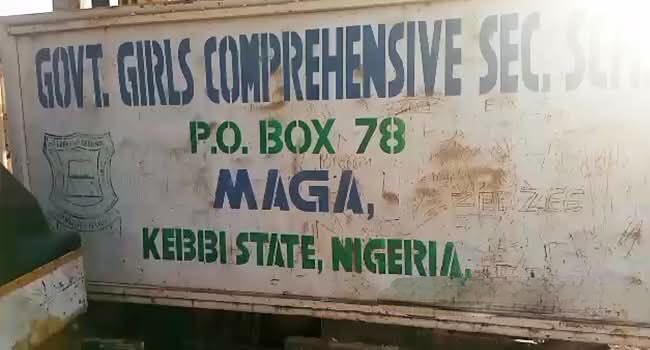 GOVT. GIRLS COMPREHENSIVE SEC.
P.O. BOX 78
MAGA,
KEBBI STATE, NIGERIA.